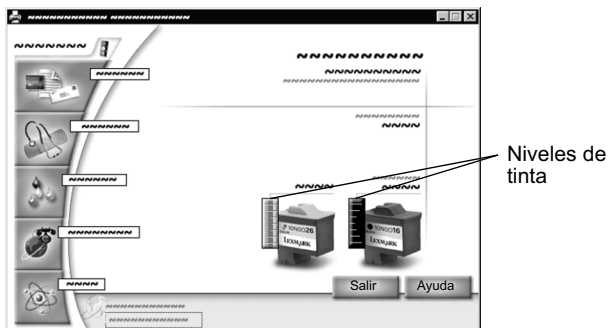 Niveles de
tinta
10N0026
LEXMARK
10N0016
LEXMARK
Salir
Ayuda